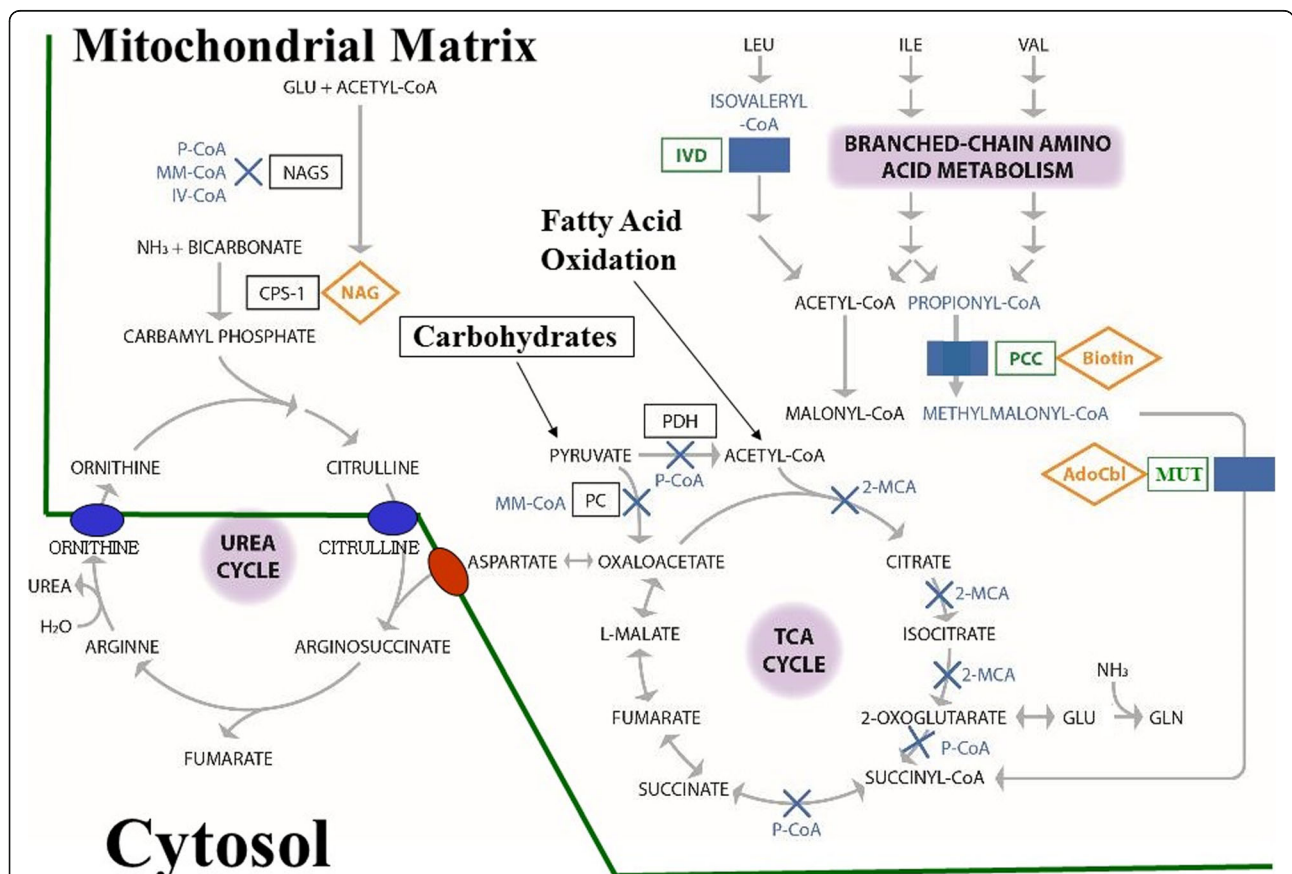 Mitochondrial Matrix
GLU + ACETYL-CoA
P-CoA
MM-CoA
IV-CoA
NAGS
NH₃ + BICARBONATE
CPS-1
NAG
CARBAMYL PHOSPHATE
ORNITHINE
CITRULLINE
ORNITHINE
CITRULLINE
UREA
CYCLE
UREA
H₂O
ARGINNE
ARGINOSUCCINATE
FUMARATE
Cytosol
LEU
ILE
VAL
ISOVALERYL
-CoA
IVD
BRANCHED-CHAIN AMINO
ACID METABOLISM
Fatty Acid
Oxidation
ACETYL-CoA
PROPIONYL-CoA
Carbohydrates
PCC
Biotin
MALONYL-CoA
METHYLMALONYL-CoA
PDH
PYRUVATE
ACETYL-CoA
P-CoA
AdoCbl
MUT
MM-CoA
PC
2-MCA
ASPARTATE
OXALOACETATE
CITRATE
2-MCA
L-MALATE
TCA
CYCLE
ISOCITRATE
2-MCA
NH₃
FUMARATE
2-OXOGLUTARATE
GLU
GLN
P-CoA
SUCCINATE
SUCCINYL-CoA
P-CoA